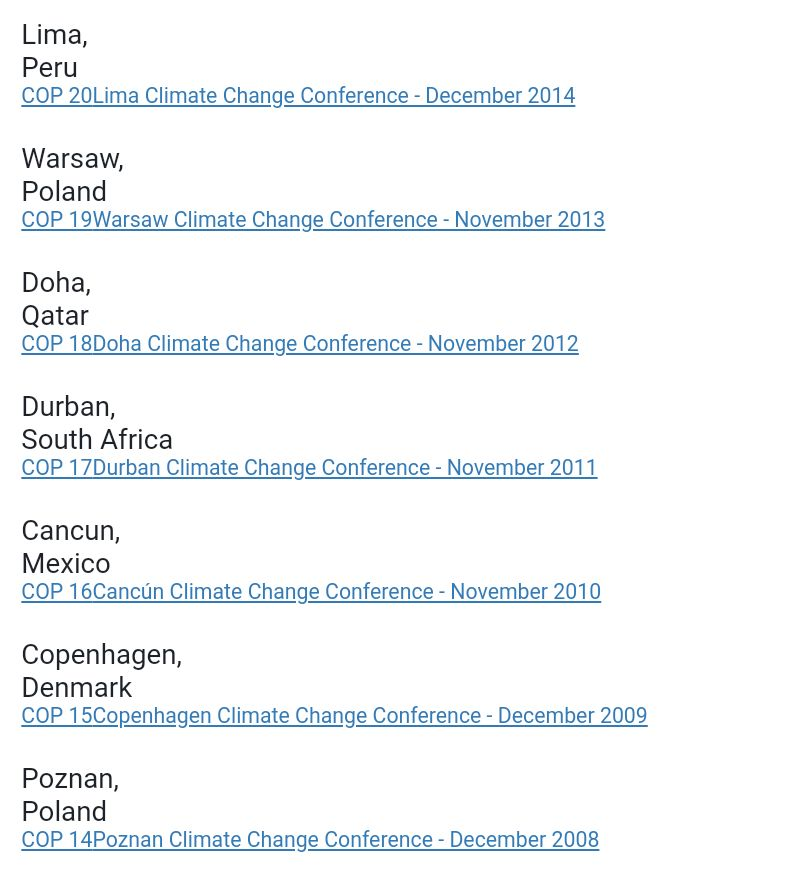 Lima,
Peru
COP 20Lima Climate Change Conference - December 2014
Warsaw,
Poland
COP 19Warsaw Climate Change Conference - November 2013
Doha,
Qatar
COP 18Doha Climate Change Conference - November 2012
Durban,
South Africa
COP 17Durban Climate Change Conference - November 2011
Cancun,
Mexico
COP 16Cancún Climate Change Conference - November 2010
Copenhagen,
Denmark
COP 15Copenhagen Climate Change Conference - December 2009
Poznan,
Poland
COP 14Poznan Climate Change Conference - December 2008